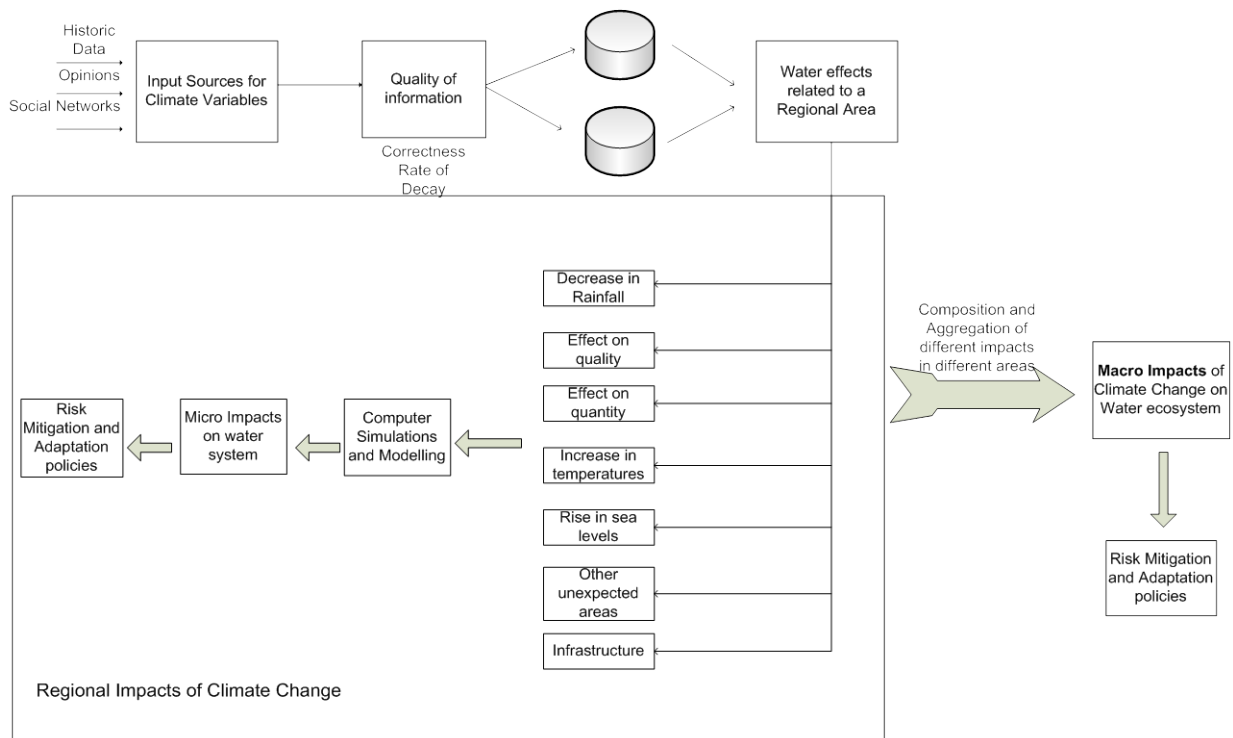 Historic
Data
Opinions
Social Networks
Input Sources for
Climate Variables
Quality of
information
Correctness
Rate of
Decay
Water effects
related to a
Regional Area
Decrease in
Rainfall
Effect on
quality
Effect on
quantity
Increase in
temperatures
Rise in sea
levels
Other
unexpected
areas
Infrastructure
Computer
Simulations
and Modelling
Micro Impacts
on water
system
Risk
Mitigation and
Adaptation
policies
Regional Impacts of Climate Change
Composition and
Aggregation of
different impacts
in different areas
Macro Impacts of
Climate Change on
Water ecosystem
Risk Mitigation
and Adaptation
policies